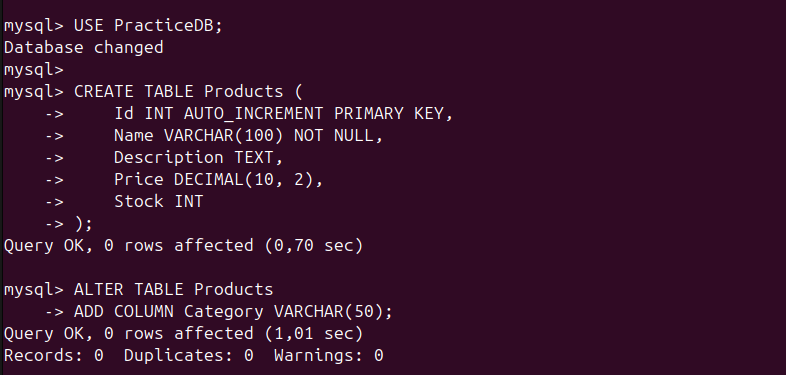 mysql> USE PracticeDB;
Database changed
mysql>
mysql> CREATE TABLE Products (
    ->     Id INT AUTO_INCREMENT PRIMARY KEY,
    ->     Name VARCHAR(100) NOT NULL,
    ->     Description TEXT,
    ->     Price DECIMAL(10, 2),
    ->     Stock INT
    -> );
Query OK, 0 rows affected (0,70 sec)

mysql> ALTER TABLE Products
    -> ADD COLUMN Category VARCHAR(50);
Query OK, 0 rows affected (1,01 sec)
Records: 0  Duplicates: 0  Warnings: 0